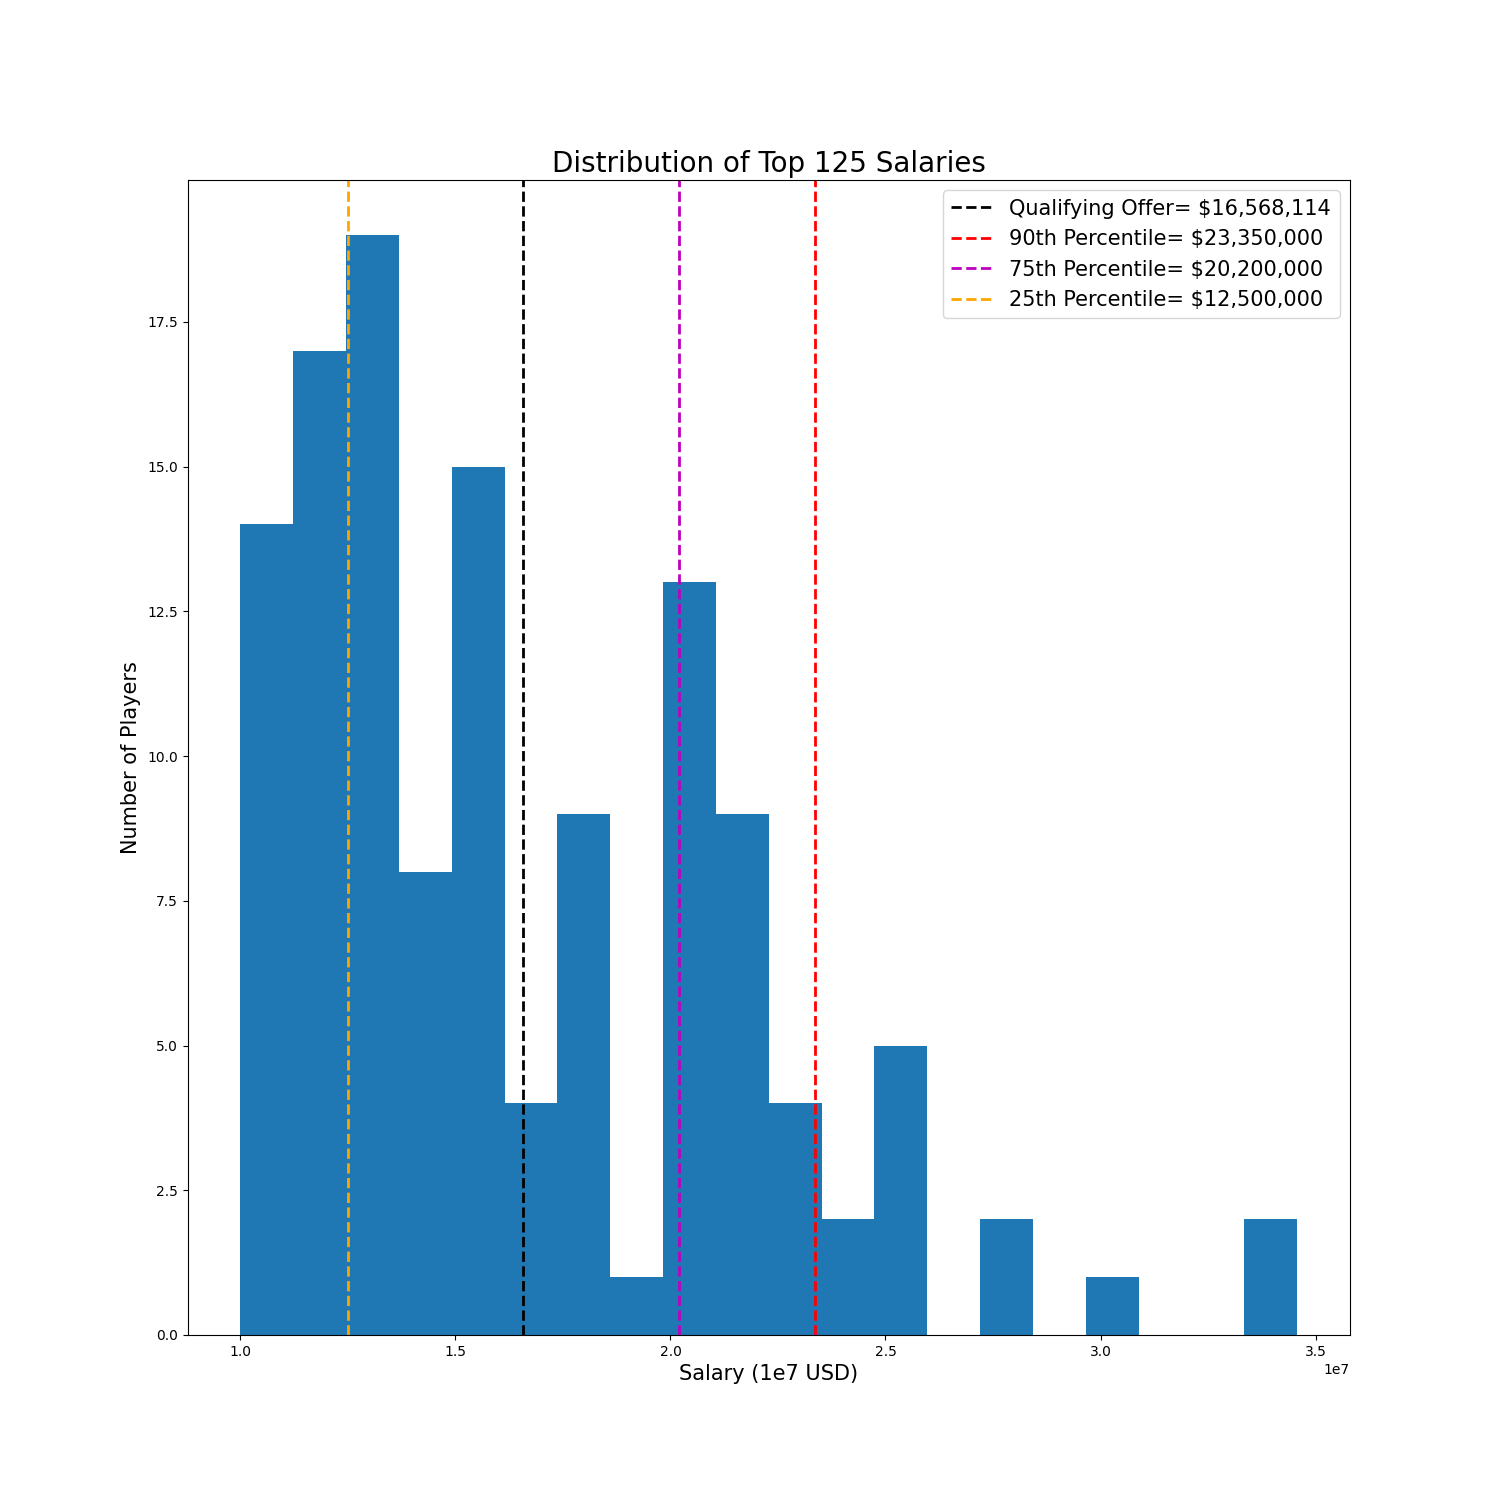 Distribution of Top 125 Salaries
Qualifying Offer= $16,568,114
90th Percentile= $23,350,000
75th Percentile= $20,200,000
25th Percentile= $12,500,000
Number of Players
17.5
15.0
12.5
10.0
7.5
5.0
2.5
0.0
1.0 1.5 2.0 2.5 3.0 3.5
1e7
Salary (1e7 USD)